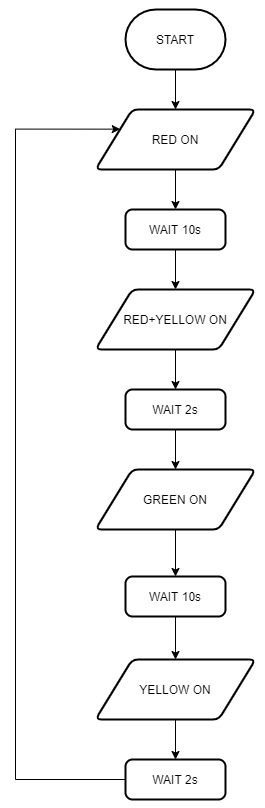 START
RED ON
WAIT 10s
RED+YELLOW ON
WAIT 2s
GREEN ON
WAIT 10s
YELLOW ON
WAIT 2s